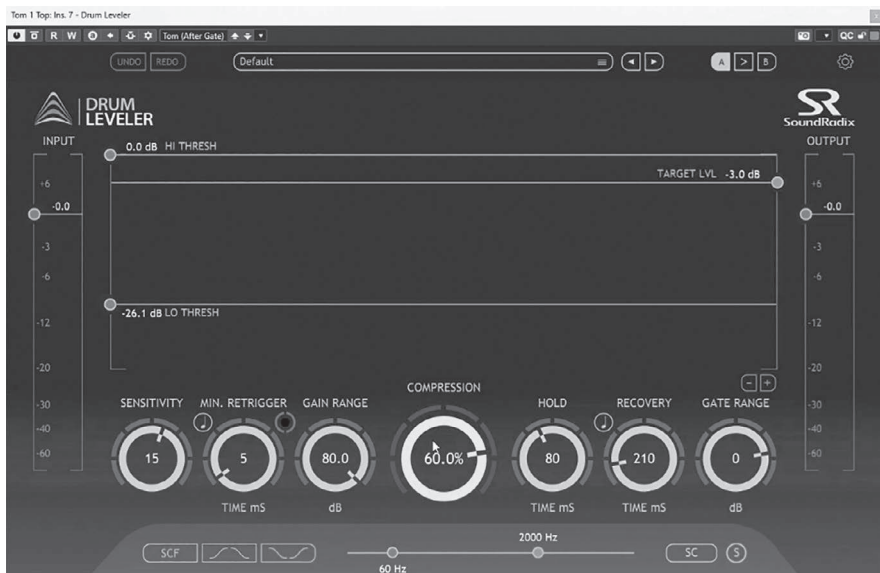 Tom 1 Top: Ins. 7 - Drum Leveler
R W Tom (After Gate) QC
UNDO REDO Default A > B
DRUM
LEVELER
SR
SoundRadix
INPUT OUTPUT
0.0 dB HI THRESH
TARGET LVL -3.0 dB
+6 +6
-0.0 -0.0
-3 -3
-6 -6
-26.1 dB LO THRESH
-12 -12
-20 -20
- +
COMPRESSION
SENSITIVITY MIN. RETRIGGER GAIN RANGE HOLD RECOVERY GATE RANGE
-30 -30
-40 -40
15 5 80.0 60.0% 80 210 0
-60 -60
TIME mS dB TIME mS TIME mS dB
2000 Hz
SCF SC S
60 Hz